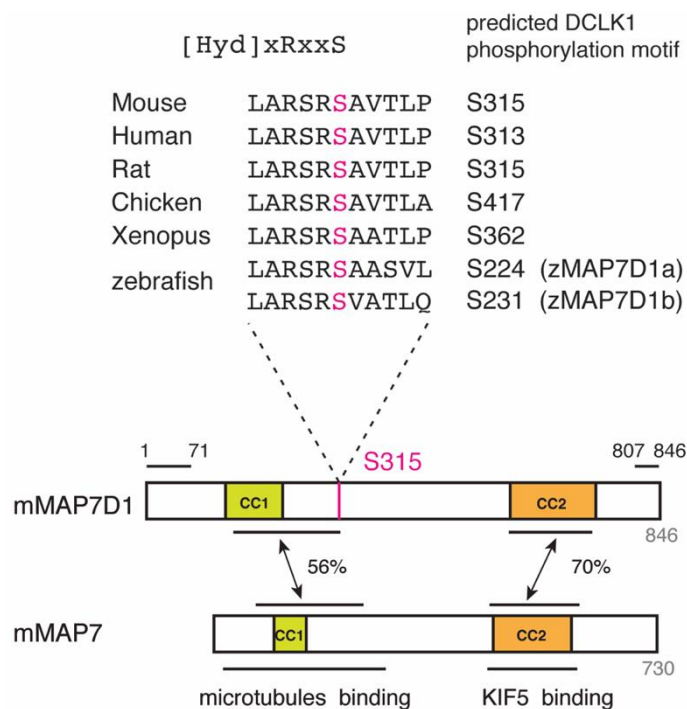 [Hyd]xRxxS predicted DCLK1
phosphorylation motif
Mouse LARSRSAVTLP S315
Human LARSRSAVTLP S313
Rat LARSRSAVTLP S315
Chicken LARSRSAVTLA S417
Xenopus LARSRSAATLP S362
zebrafish LARSRSAASVL S224 (zMAP7D1a)
LARSRSVATLQ S231 (zMAP7D1b)
1 71 S315 807 846
mMAP7D1 CC1 CC2
846
56% 70%
mMAP7 CC1 CC2
730
microtubules binding KIF5 binding